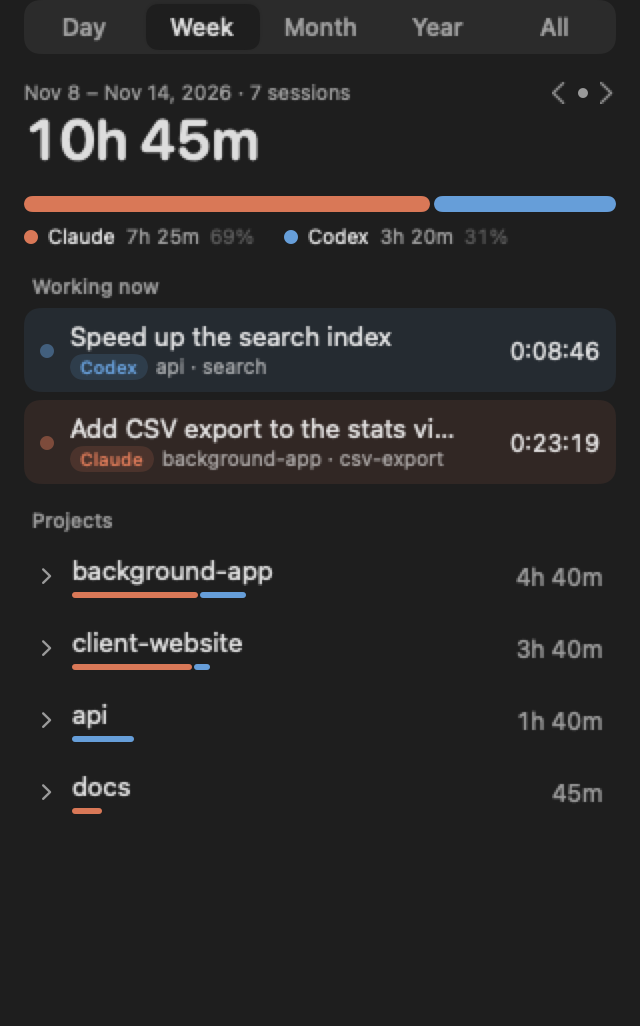 Day Week Month Year All
Nov 8 – Nov 14, 2026 · 7 sessions
10h 45m
Claude 7h 25m 69% Codex 3h 20m 31%
Working now
Speed up the search index
0:08:46
Codex api · search
Add CSV export to the stats vi...
0:23:19
Claude background-app · csv-export
Projects
background-app 4h 40m
client-website 3h 40m
api 1h 40m
docs 45m